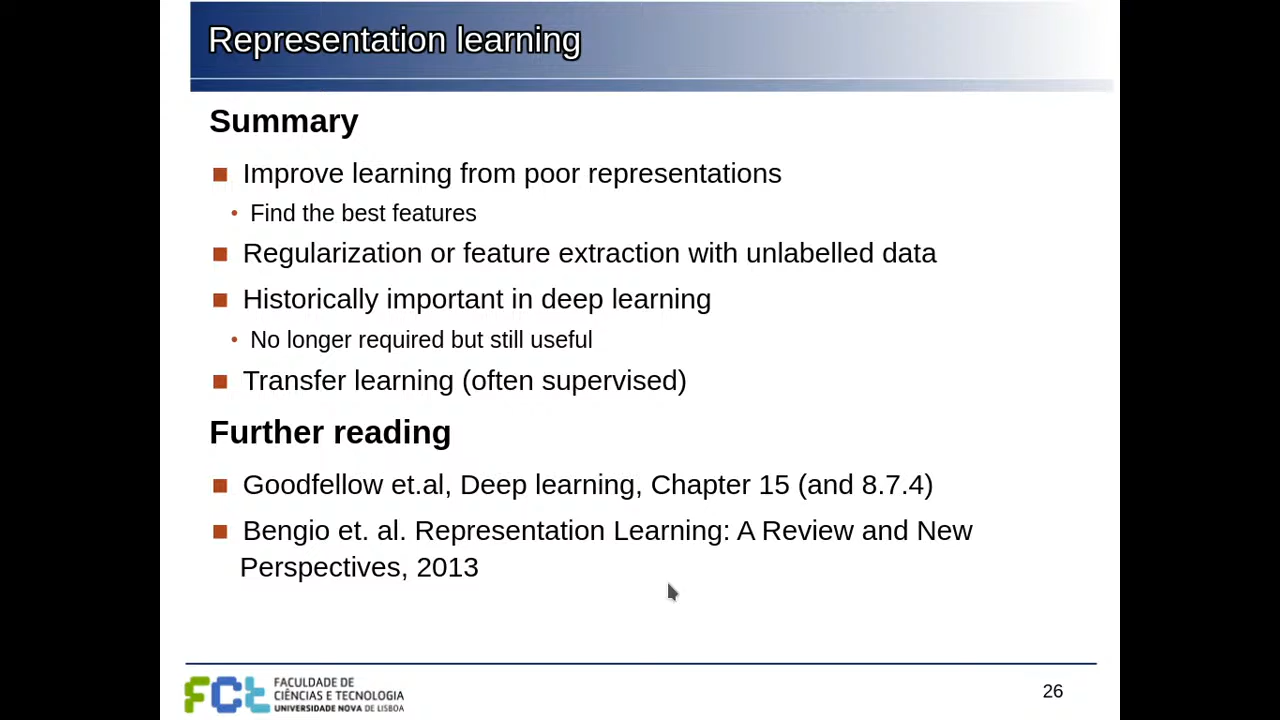 Representation learning
Summary
Improve learning from poor representations
Find the best features
Regularization or feature extraction with unlabelled data
Historically important in deep learning
No longer required but still useful
Transfer learning (often supervised)
Further reading
Goodfellow et.al, Deep learning, Chapter 15 (and 8.7.4)
Bengio et. al. Representation Learning: A Review and New
Perspectives, 2013
FCt
FACULDADE DE
CIÊNCIAS E TECNOLOGIA
UNIVERSIDADE NOVA DE LISBOA
26